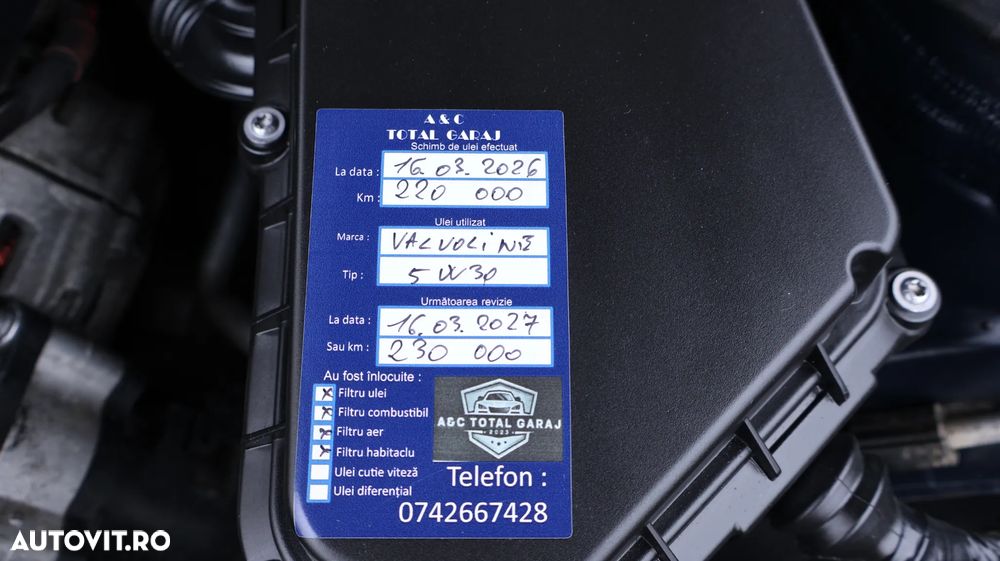 A & C
TOTAL GARAJ
Schimb de ulei efectuat
La data : 16.03.2026
Km : 220 000
Ulei utilizat
Marca : VALVOLINE
Tip : 5W30
Următoarea revizie
La data : 16.03.2027
Sau km : 230 000
Au fost înlocuite :
x Filtru ulei
x Filtru combustibil
x Filtru aer
x Filtru habitaclu
Ulei cutie viteză
Ulei diferențial
A&C TOTAL GARAJ
2023
Telefon :
0742667428
AUTOVIT.RO